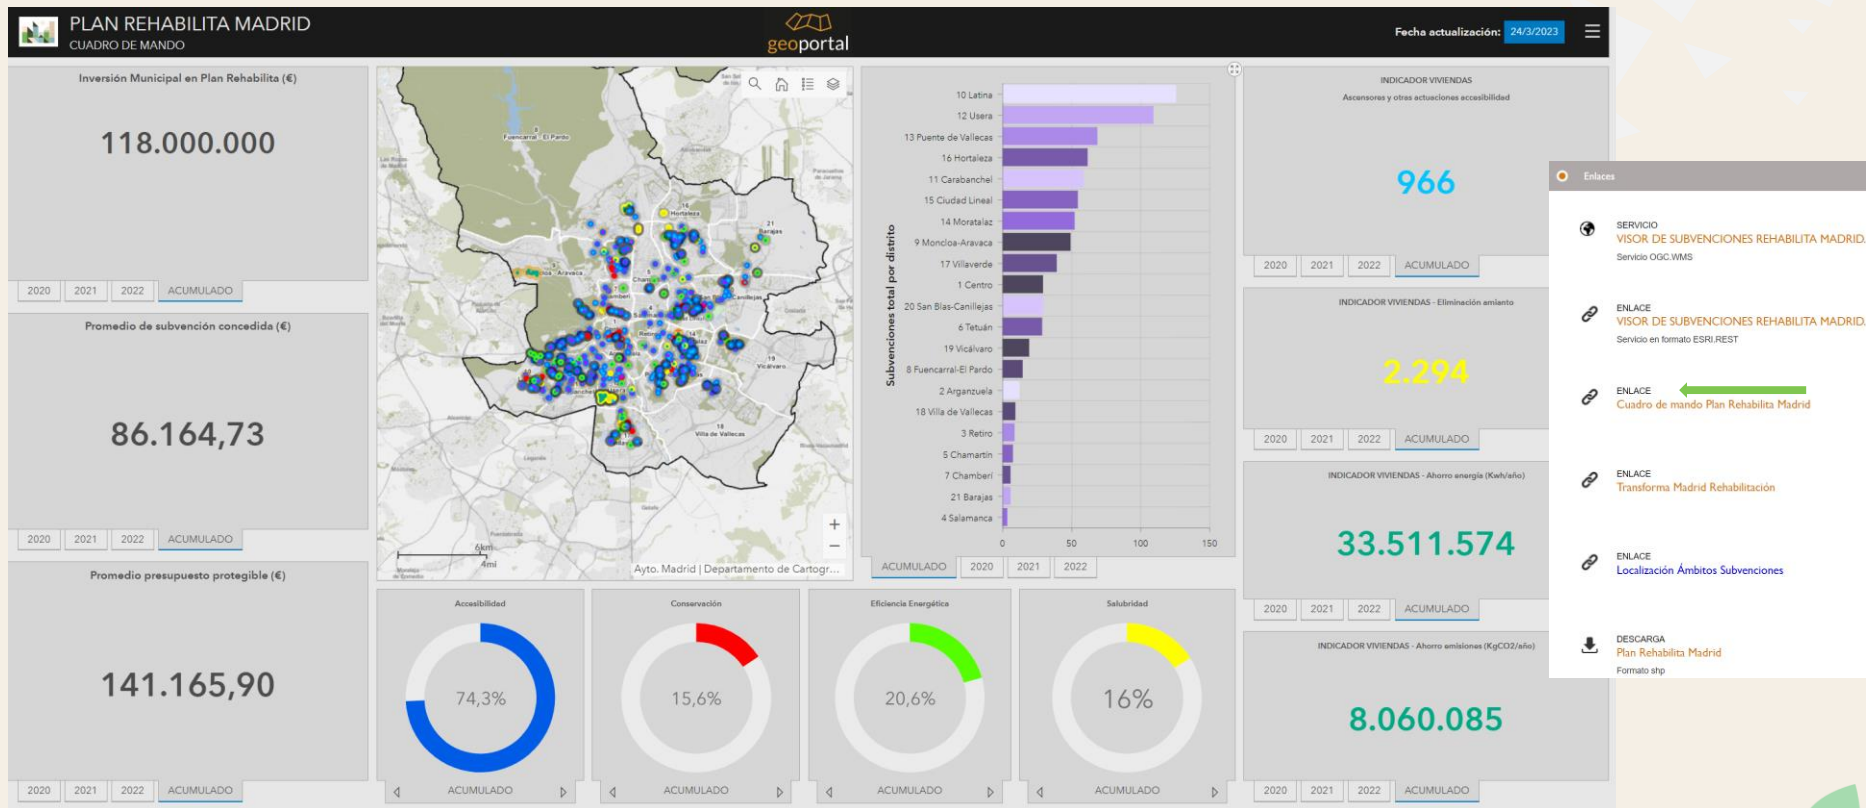 PLAN REHABILITA MADRID
CUADRO DE MANDO
geoportal
Fecha actualización: 24/3/2023
Inversión Municipal en Plan Rehabilita (€)
118.000.000
2020 2021 2022 ACUMULADO
Promedio de subvención concedida (€)
86.164,73
2020 2021 2022 ACUMULADO
Promedio presupuesto protegible (€)
141.165,90
2020 2021 2022 ACUMULADO
Fuencarral - El Pardo
16
Hortaleza
21
Barajas
19
Vicálvaro
18
Villa de Vallecas
6km
4mi
Ayto. Madrid | Departamento de Cartogr...
Subvenciones total por distrito
10 Latina
12 Usera
13 Puente de Vallecas
16 Hortaleza
11 Carabanchel
15 Ciudad Lineal
14 Moratalaz
9 Moncloa-Aravaca
17 Villaverde
1 Centro
20 San Blas-Canillejas
6 Tetuán
19 Vicálvaro
8 Fuencarral-El Pardo
2 Arganzuela
18 Villa de Vallecas
3 Retiro
5 Chamartín
7 Chamberí
21 Barajas
4 Salamanca
0 50 100 150
ACUMULADO 2020 2021 2022
Accesibilidad
74,3%
ACUMULADO
Conservación
15,6%
ACUMULADO
Eficiencia Energética
20,6%
ACUMULADO
Salubridad
16%
ACUMULADO
INDICADOR VIVIENDAS
Ascensores y otras actuaciones accesibilidad
966
2020 2021 2022 ACUMULADO
INDICADOR VIVIENDAS - Eliminación amianto
2.294
2020 2021 2022 ACUMULADO
INDICADOR VIVIENDAS - Ahorro energía (Kwh/año)
33.511.574
2020 2021 2022 ACUMULADO
INDICADOR VIVIENDAS - Ahorro emisiones (KgCO2/año)
8.060.085
2020 2021 2022 ACUMULADO
Enlaces
SERVICIO
VISOR DE SUBVENCIONES REHABILITA MADRID.
Servicio OGC.WMS
ENLACE
VISOR DE SUBVENCIONES REHABILITA MADRID.
Servicio en formato ESRI.REST
ENLACE
Cuadro de mando Plan Rehabilita Madrid
ENLACE
Transforma Madrid Rehabilitación
ENLACE
Localización Ámbitos Subvenciones
DESCARGA
Plan Rehabilita Madrid
Formato shp